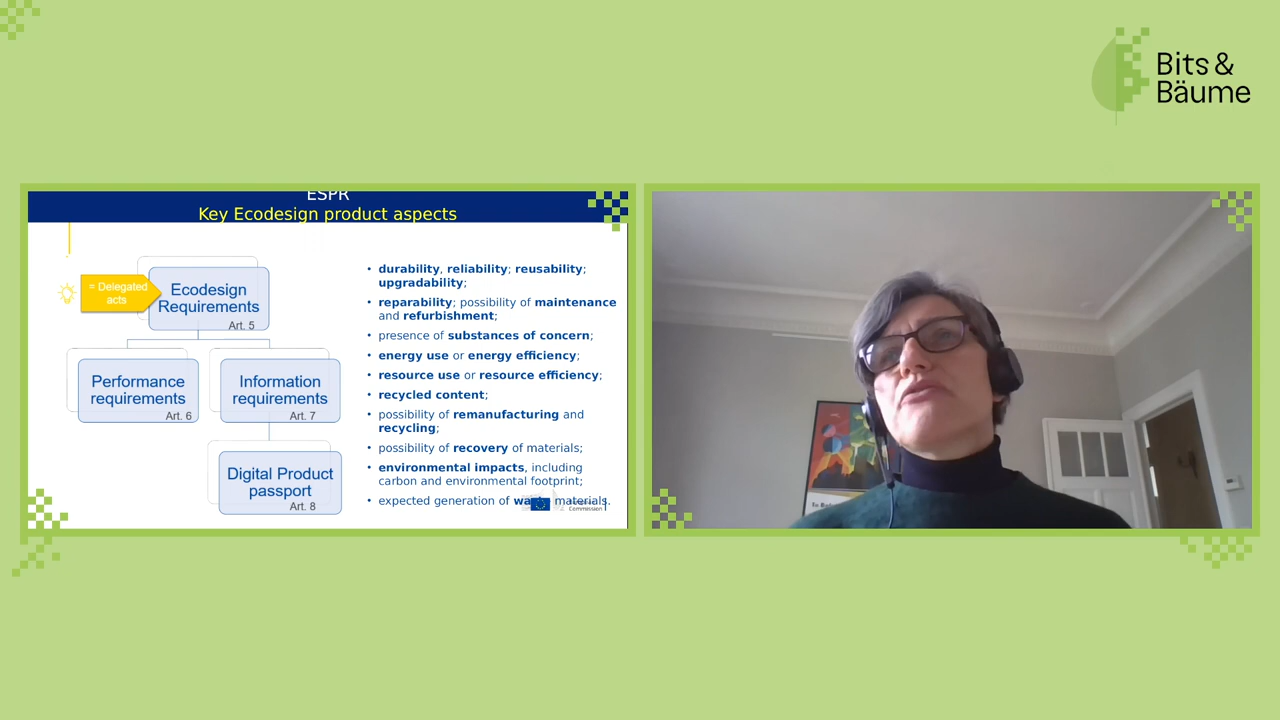 Bits &
Bäume
ESPR
Key Ecodesign product aspects
= Delegated
acts
Ecodesign
Requirements
Art. 5
Performance
requirements
Art. 6
Information
requirements
Art. 7
Digital Product
passport
Art. 8
• durability, reliability; reusability;
upgradability;
• reparability; possibility of maintenance
and refurbishment;
• presence of substances of concern;
• energy use or energy efficiency;
• resource use or resource efficiency;
• recycled content;
• possibility of remanufacturing and
recycling;
• possibility of recovery of materials;
• environmental impacts, including
carbon and environmental footprint;
• expected generation of waste materials.
Commission